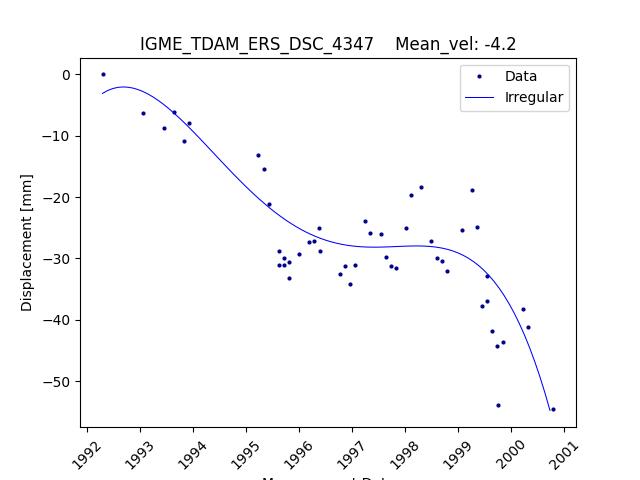 IGME_TDAM_ERS_DSC_4347    Mean_vel: -4.2
Data
Irregular
Displacement [mm]
0
−10
−20
−30
−40
−50
1992 1993 1994 1995 1996 1997 1998 1999 2000 2001